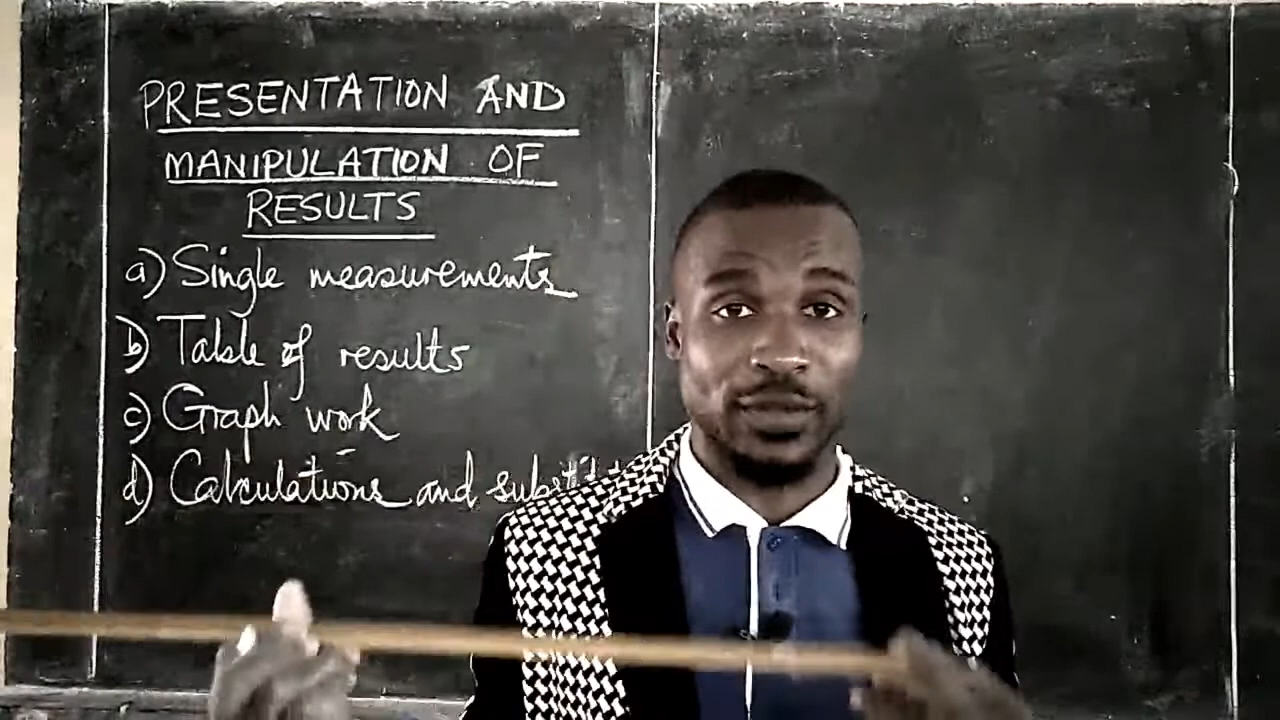 PRESENTATION AND
MANIPULATION OF
RESULTS
a) Single measurements
b) Table of results
c) Graph work
d) Calculations and